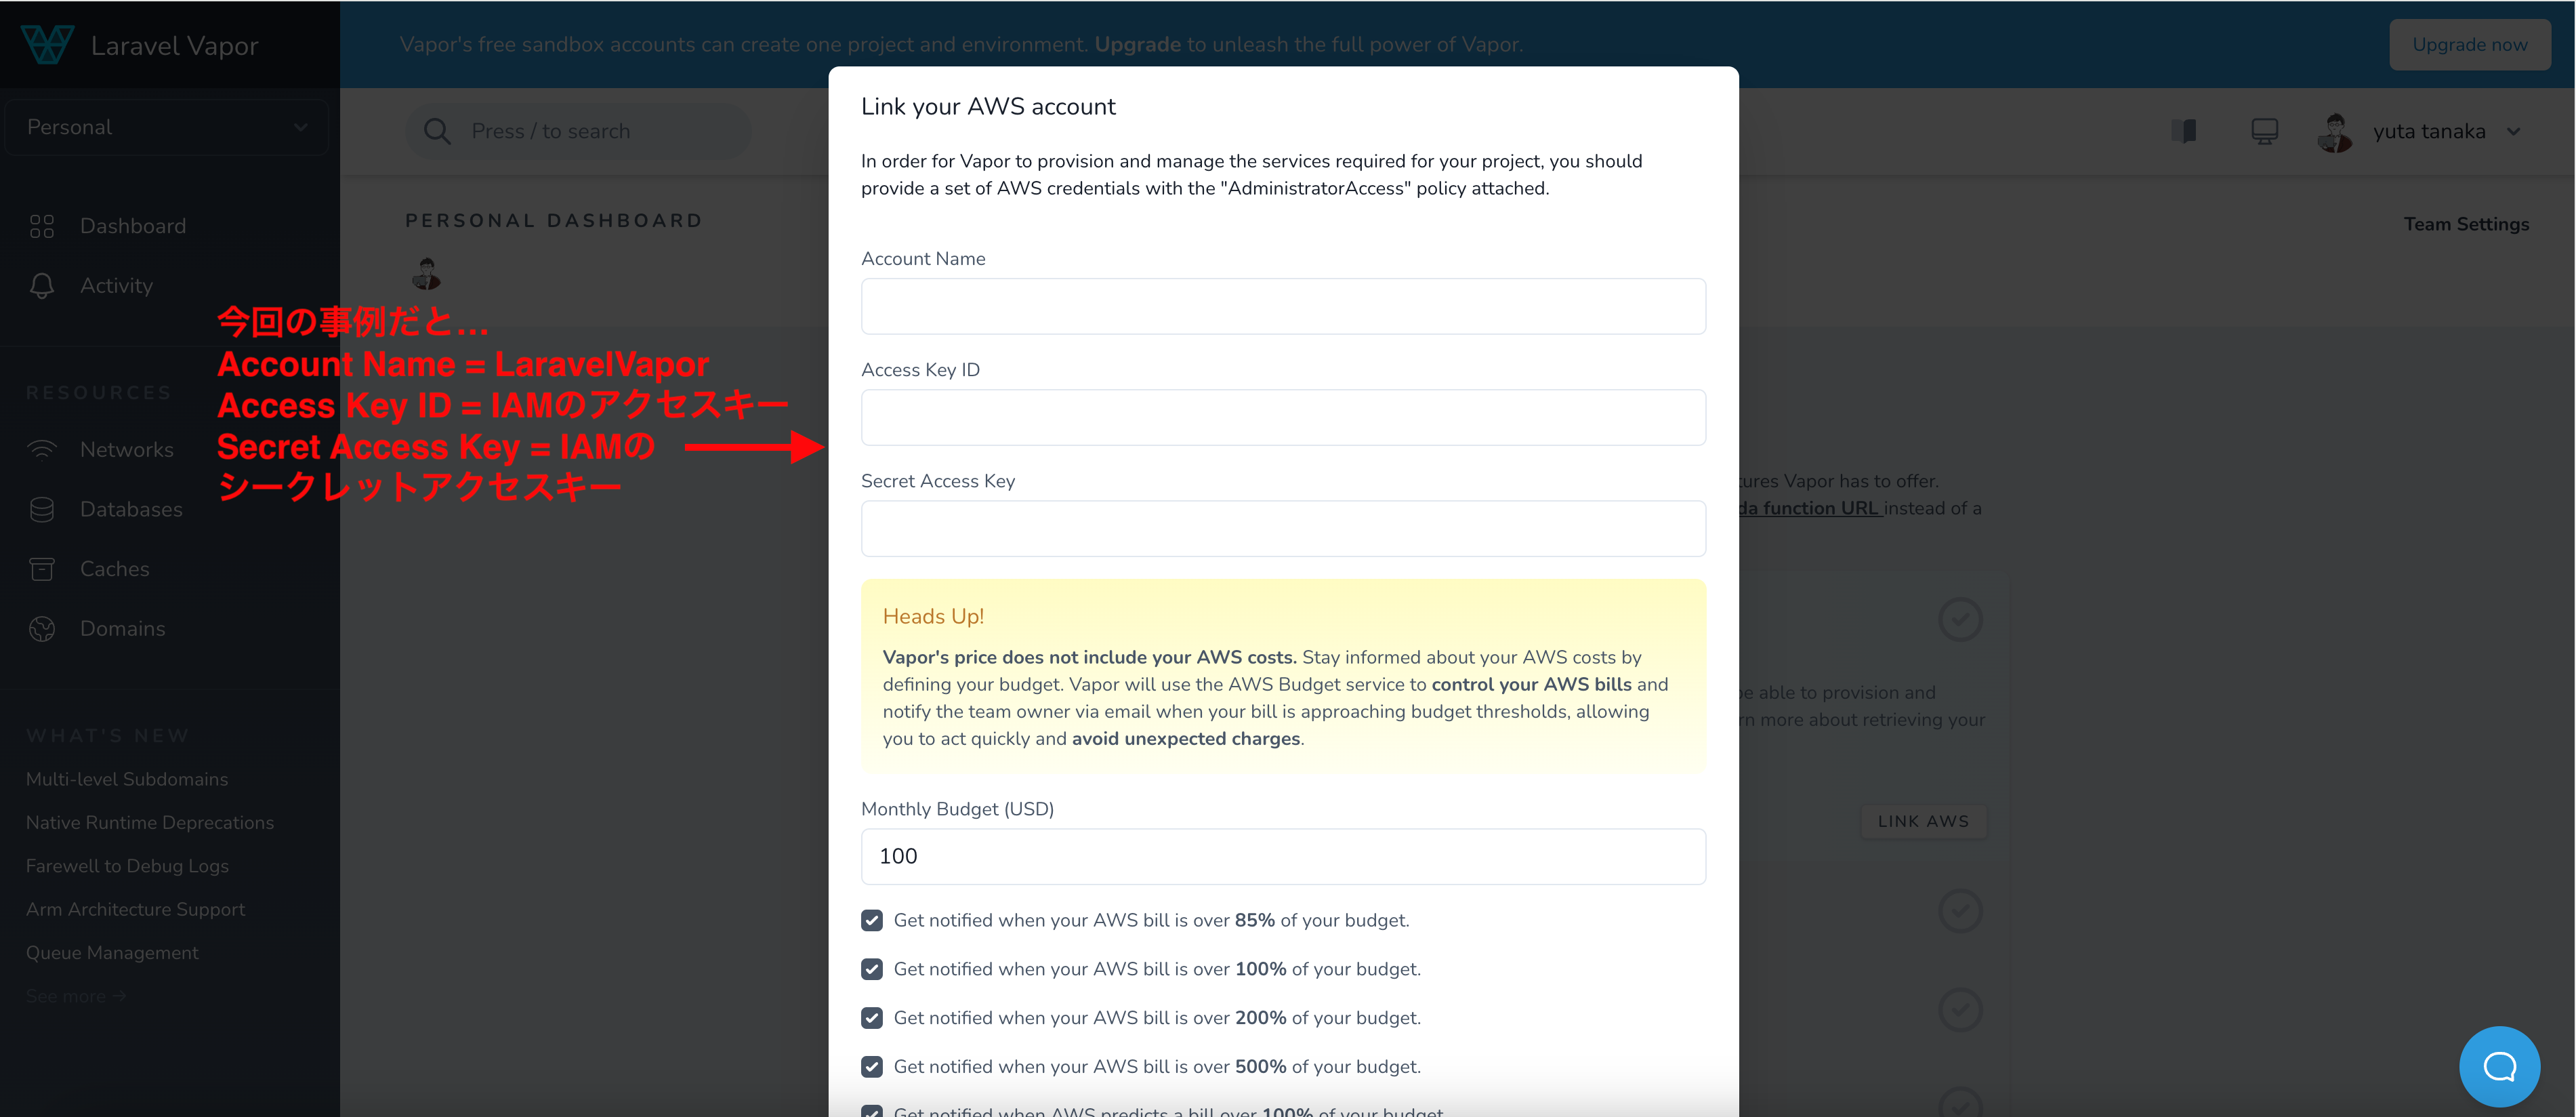 Laravel Vapor
Vapor's free sandbox accounts can create one project and environment. Upgrade to unleash the full power of Vapor.
Upgrade now
Personal
Press / to search
yuta tanaka
Dashboard
Activity
PERSONAL DASHBOARD
Team Settings
RESOURCES
Networks
Databases
Caches
Domains
WHAT'S NEW
Multi-level Subdomains
Native Runtime Deprecations
Farewell to Debug Logs
Arm Architecture Support
Queue Management
See more →
今回の事例だと…
Account Name = LaravelVapor
Access Key ID = IAMのアクセスキー
Secret Access Key = IAMの
シークレットアクセスキー
Link your AWS account
In order for Vapor to provision and manage the services required for your project, you should
provide a set of AWS credentials with the "AdministratorAccess" policy attached.
Account Name
Access Key ID
Secret Access Key
Heads Up!
Vapor's price does not include your AWS costs. Stay informed about your AWS costs by
defining your budget. Vapor will use the AWS Budget service to control your AWS bills and
notify the team owner via email when your bill is approaching budget thresholds, allowing
you to act quickly and avoid unexpected charges.
Monthly Budget (USD)
100
Get notified when your AWS bill is over 85% of your budget.
Get notified when your AWS bill is over 100% of your budget.
Get notified when your AWS bill is over 200% of your budget.
Get notified when your AWS bill is over 500% of your budget.
Get notified when AWS predicts a bill over 100% of your budget
tures Vapor has to offer.
da function URL instead of a
be able to provision and
rn more about retrieving your
LINK AWS